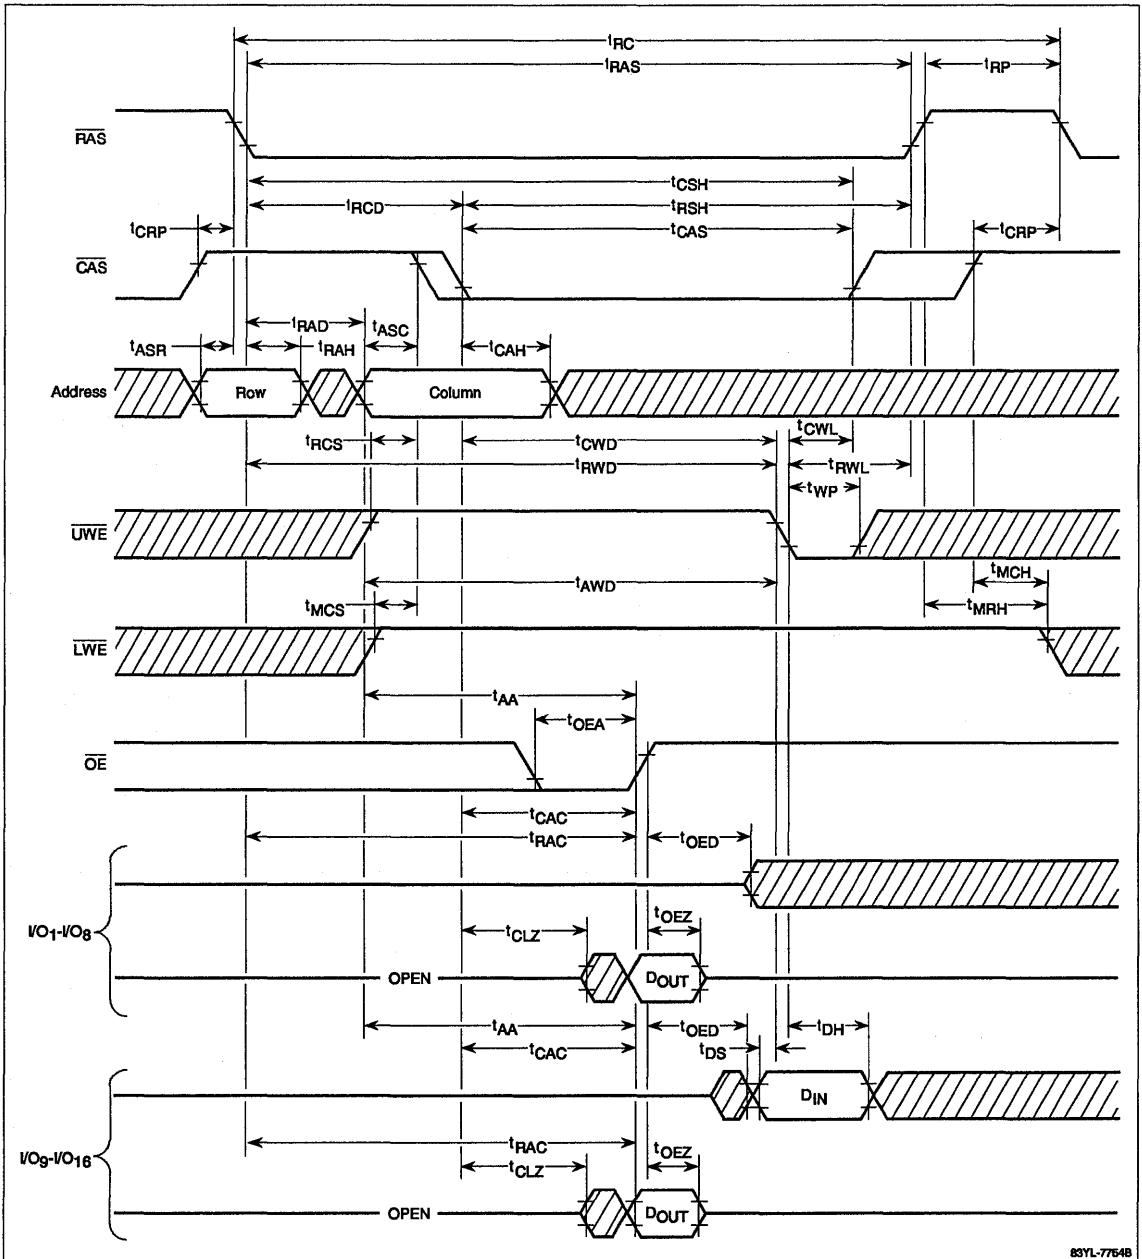 tRC
tRAS
tRP
RAS
tCSH
tRCD
tRSH
tCRP
tCAS
tCRP
CAS
tRAD
tASC
tASR
tRAH
tCAH
Address
Row
Column
tRCS
tCWD
tCWL
tRWD
tRWL
tWP
UWE
tMCH
tAWD
tMCS
tMRH
LWE
tAA
tOEA
OE
tCAC
tRAC
tOED
I/O1-I/O8
tCLZ
tOEZ
OPEN
DOUT
tAA
tOED
tDH
tCAC
tDS
DIN
tRAC
I/O9-I/O16
tCLZ
tOEZ
OPEN
DOUT
83YL-7754B